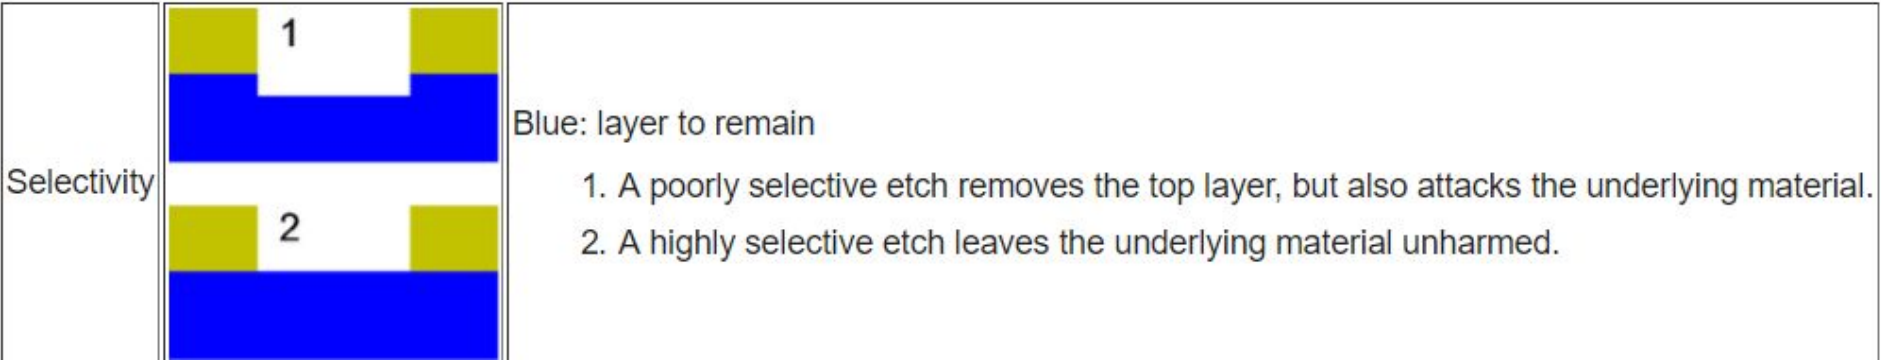 Selectivity
1
2
Blue: layer to remain
1. A poorly selective etch removes the top layer, but also attacks the underlying material.
2. A highly selective etch leaves the underlying material unharmed.